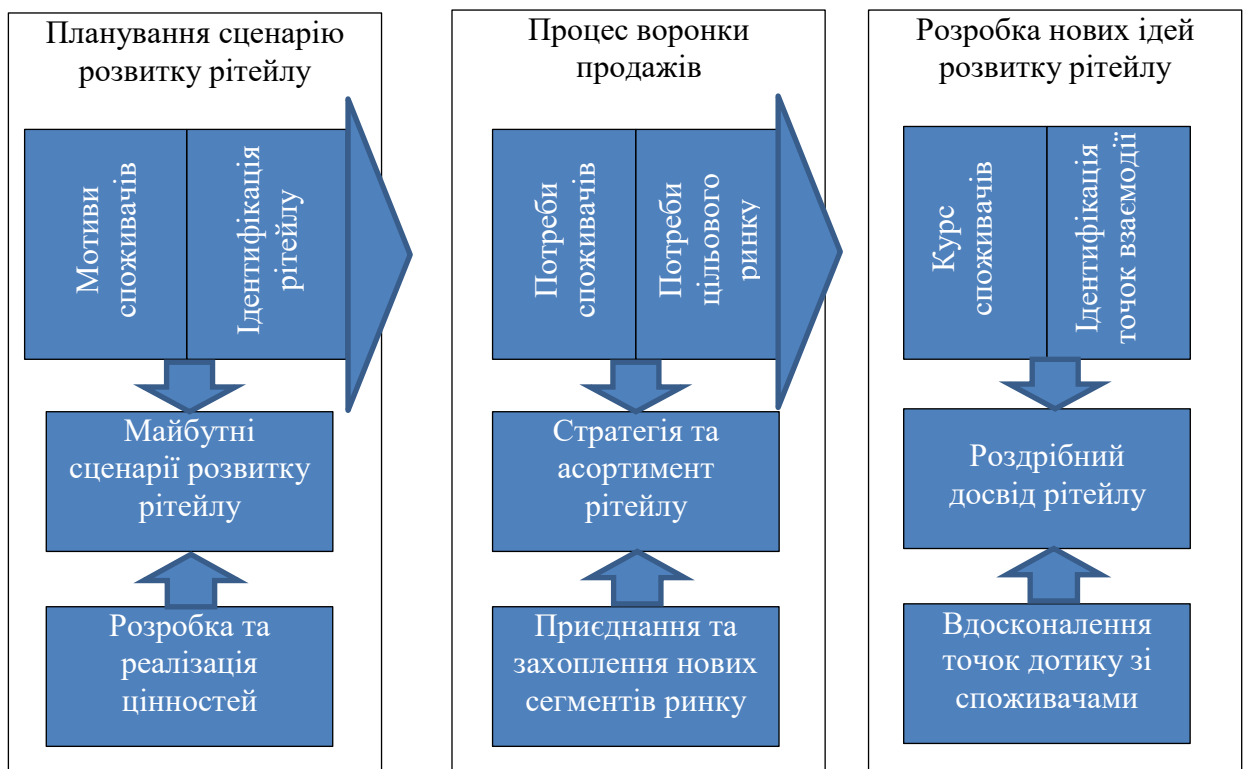 Планування сценарію
розвитку рітейлу
Мотиви
споживачів
Ідентифікація
рітейлу
Майбутні
сценарії розвитку
рітейлу
Розробка та
реалізація
цінностей
Процес воронки
продажів
Потреби
споживачів
Потреби
цільового
ринку
Стратегія та
асортимент
рітейлу
Приєднання та
захоплення нових
сегментів ринку
Розробка нових ідей
розвитку рітейлу
Курс
споживачів
Ідентифікація
точок взаємодії
Роздрібний
досвід рітейлу
Вдосконалення
точок дотику зі
споживачами